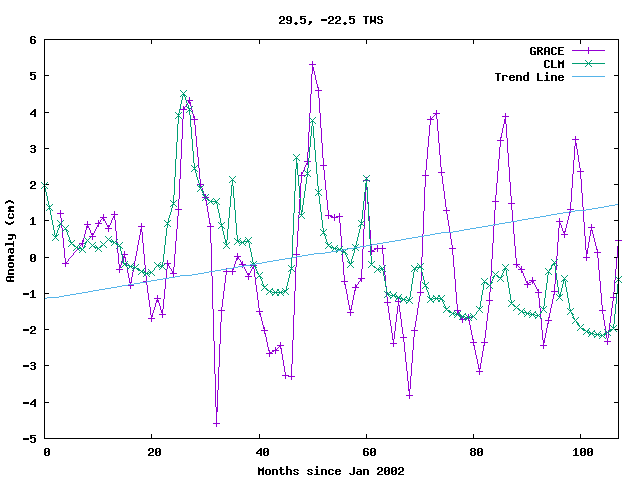 29.5, -22.5 TWS
GRACE
CLM
Trend Line
6
5
4
3
2
1
0
-1
-2
-3
-4
-5
Anomaly (cm)
0 20 40 60 80 100
Months since Jan 2002